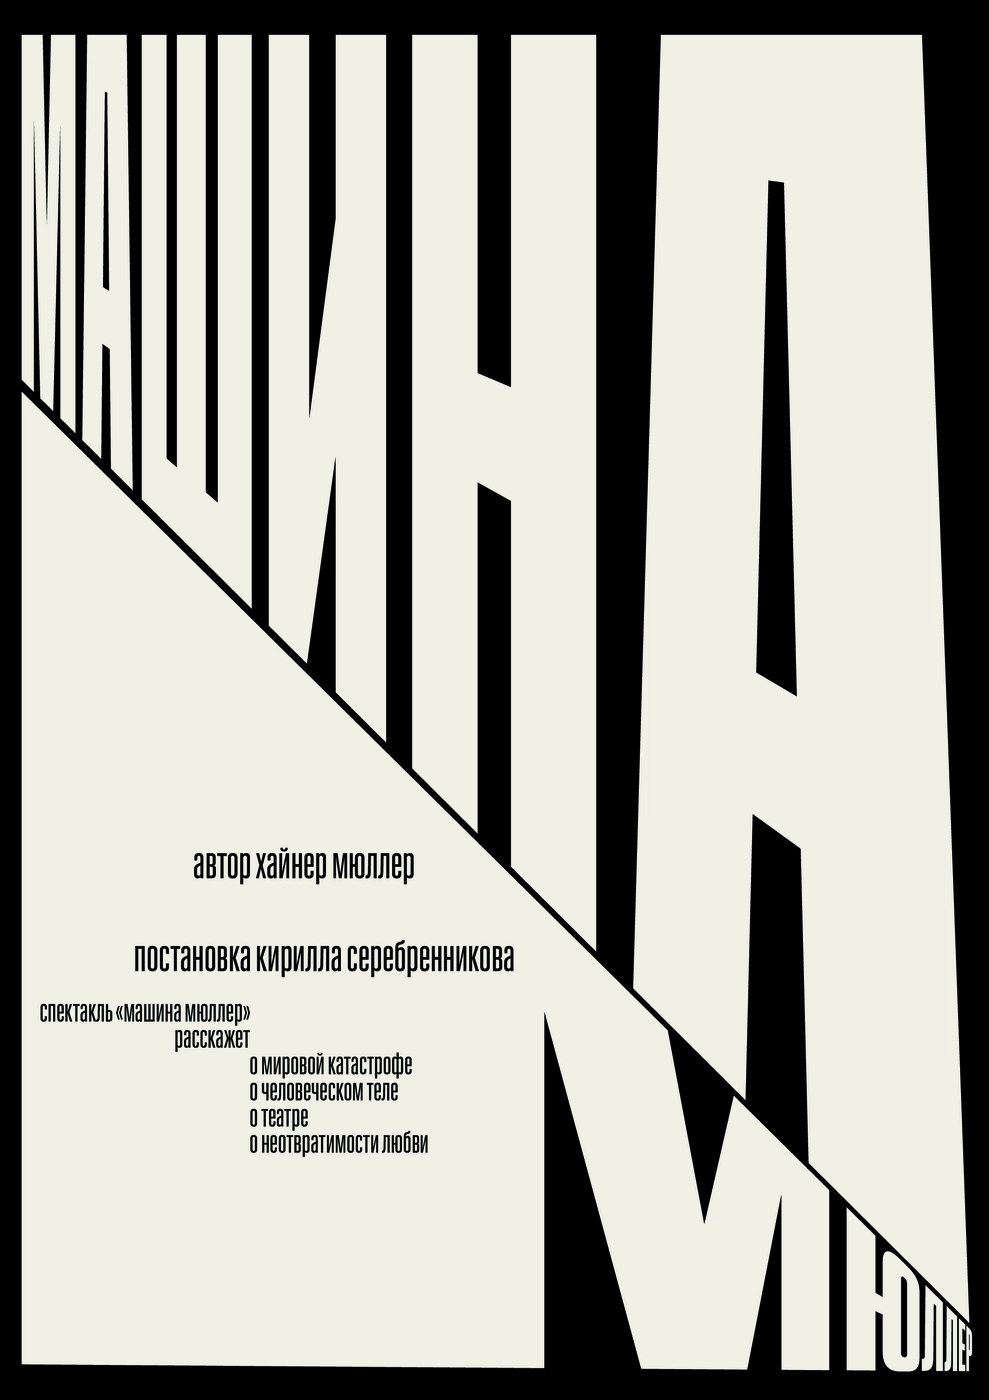 МАШИНА
автор хайнер мюллер
постановка кирилла серебренникова
спектакль «машина мюллер»
расскажет
о мировой катастрофе
о человеческом теле
о театре
о неотвратимости любви
МЮЛЛЕР